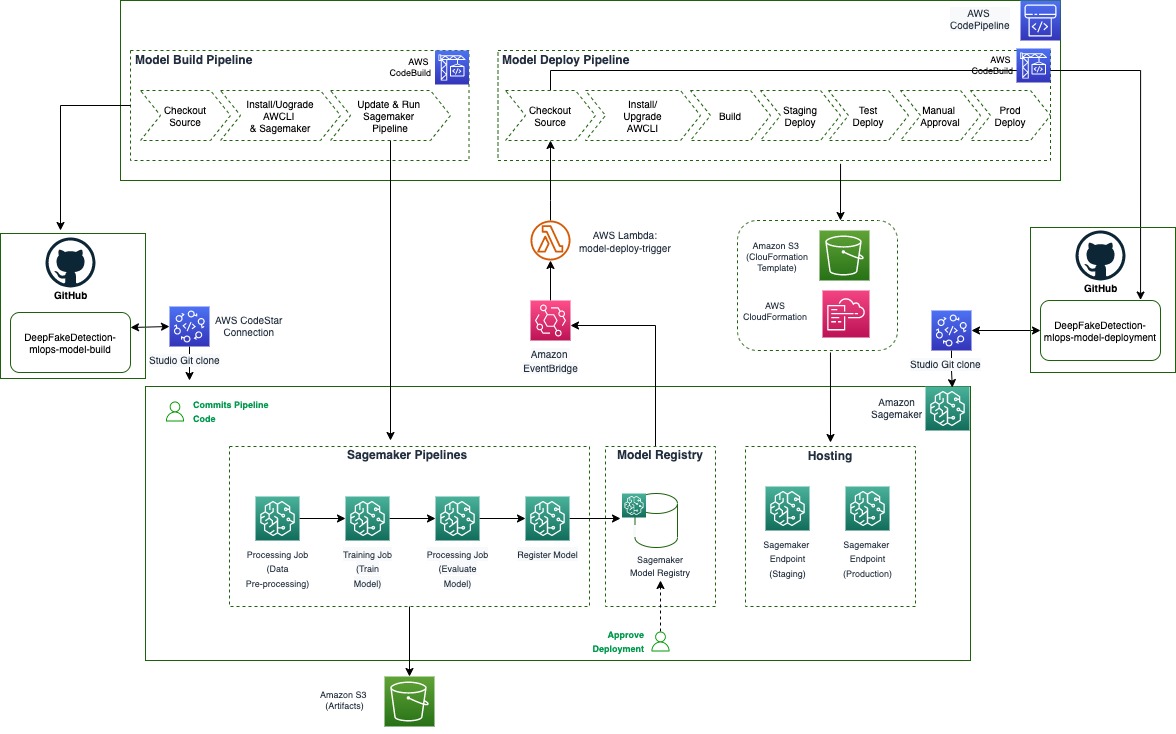 AWS
CodePipeline
Model Build Pipeline
AWS
CodeBuild
Checkout
Source
Install/Uograde
AWCLI
& Sagemaker
Update & Run
Sagemaker
Pipeline
Model Deploy Pipeline
AWS
CodeBuild
Checkout
Source
Install/
Upgrade
AWCLI
Build
Staging
Deploy
Test
Deploy
Manual
Approval
Prod
Deploy
GitHub
DeepFakeDetection-
mlops-model-build
AWS CodeStar
Connection
Studio Git clone
AWS Lambda:
model-deploy-trigger
Amazon
EventBridge
Amazon S3
(ClouFormation
Template)
AWS
CloudFormation
GitHub
DeepFakeDetection-
mlops-model-deployment
Studio Git clone
Amazon
Sagemaker
Commits Pipeline
Code
Sagemaker Pipelines
Processing Job
(Data
Pre-processing)
Training Job
(Train
Model)
Processing Job
(Evaluate
Model)
Register Model
Model Registry
Sagemaker
Model Registry
Approve
Deployment
Hosting
Sagemaker
Endpoint
(Staging)
Sagemaker
Endpoint
(Production)
Amazon S3
(Artifacts)